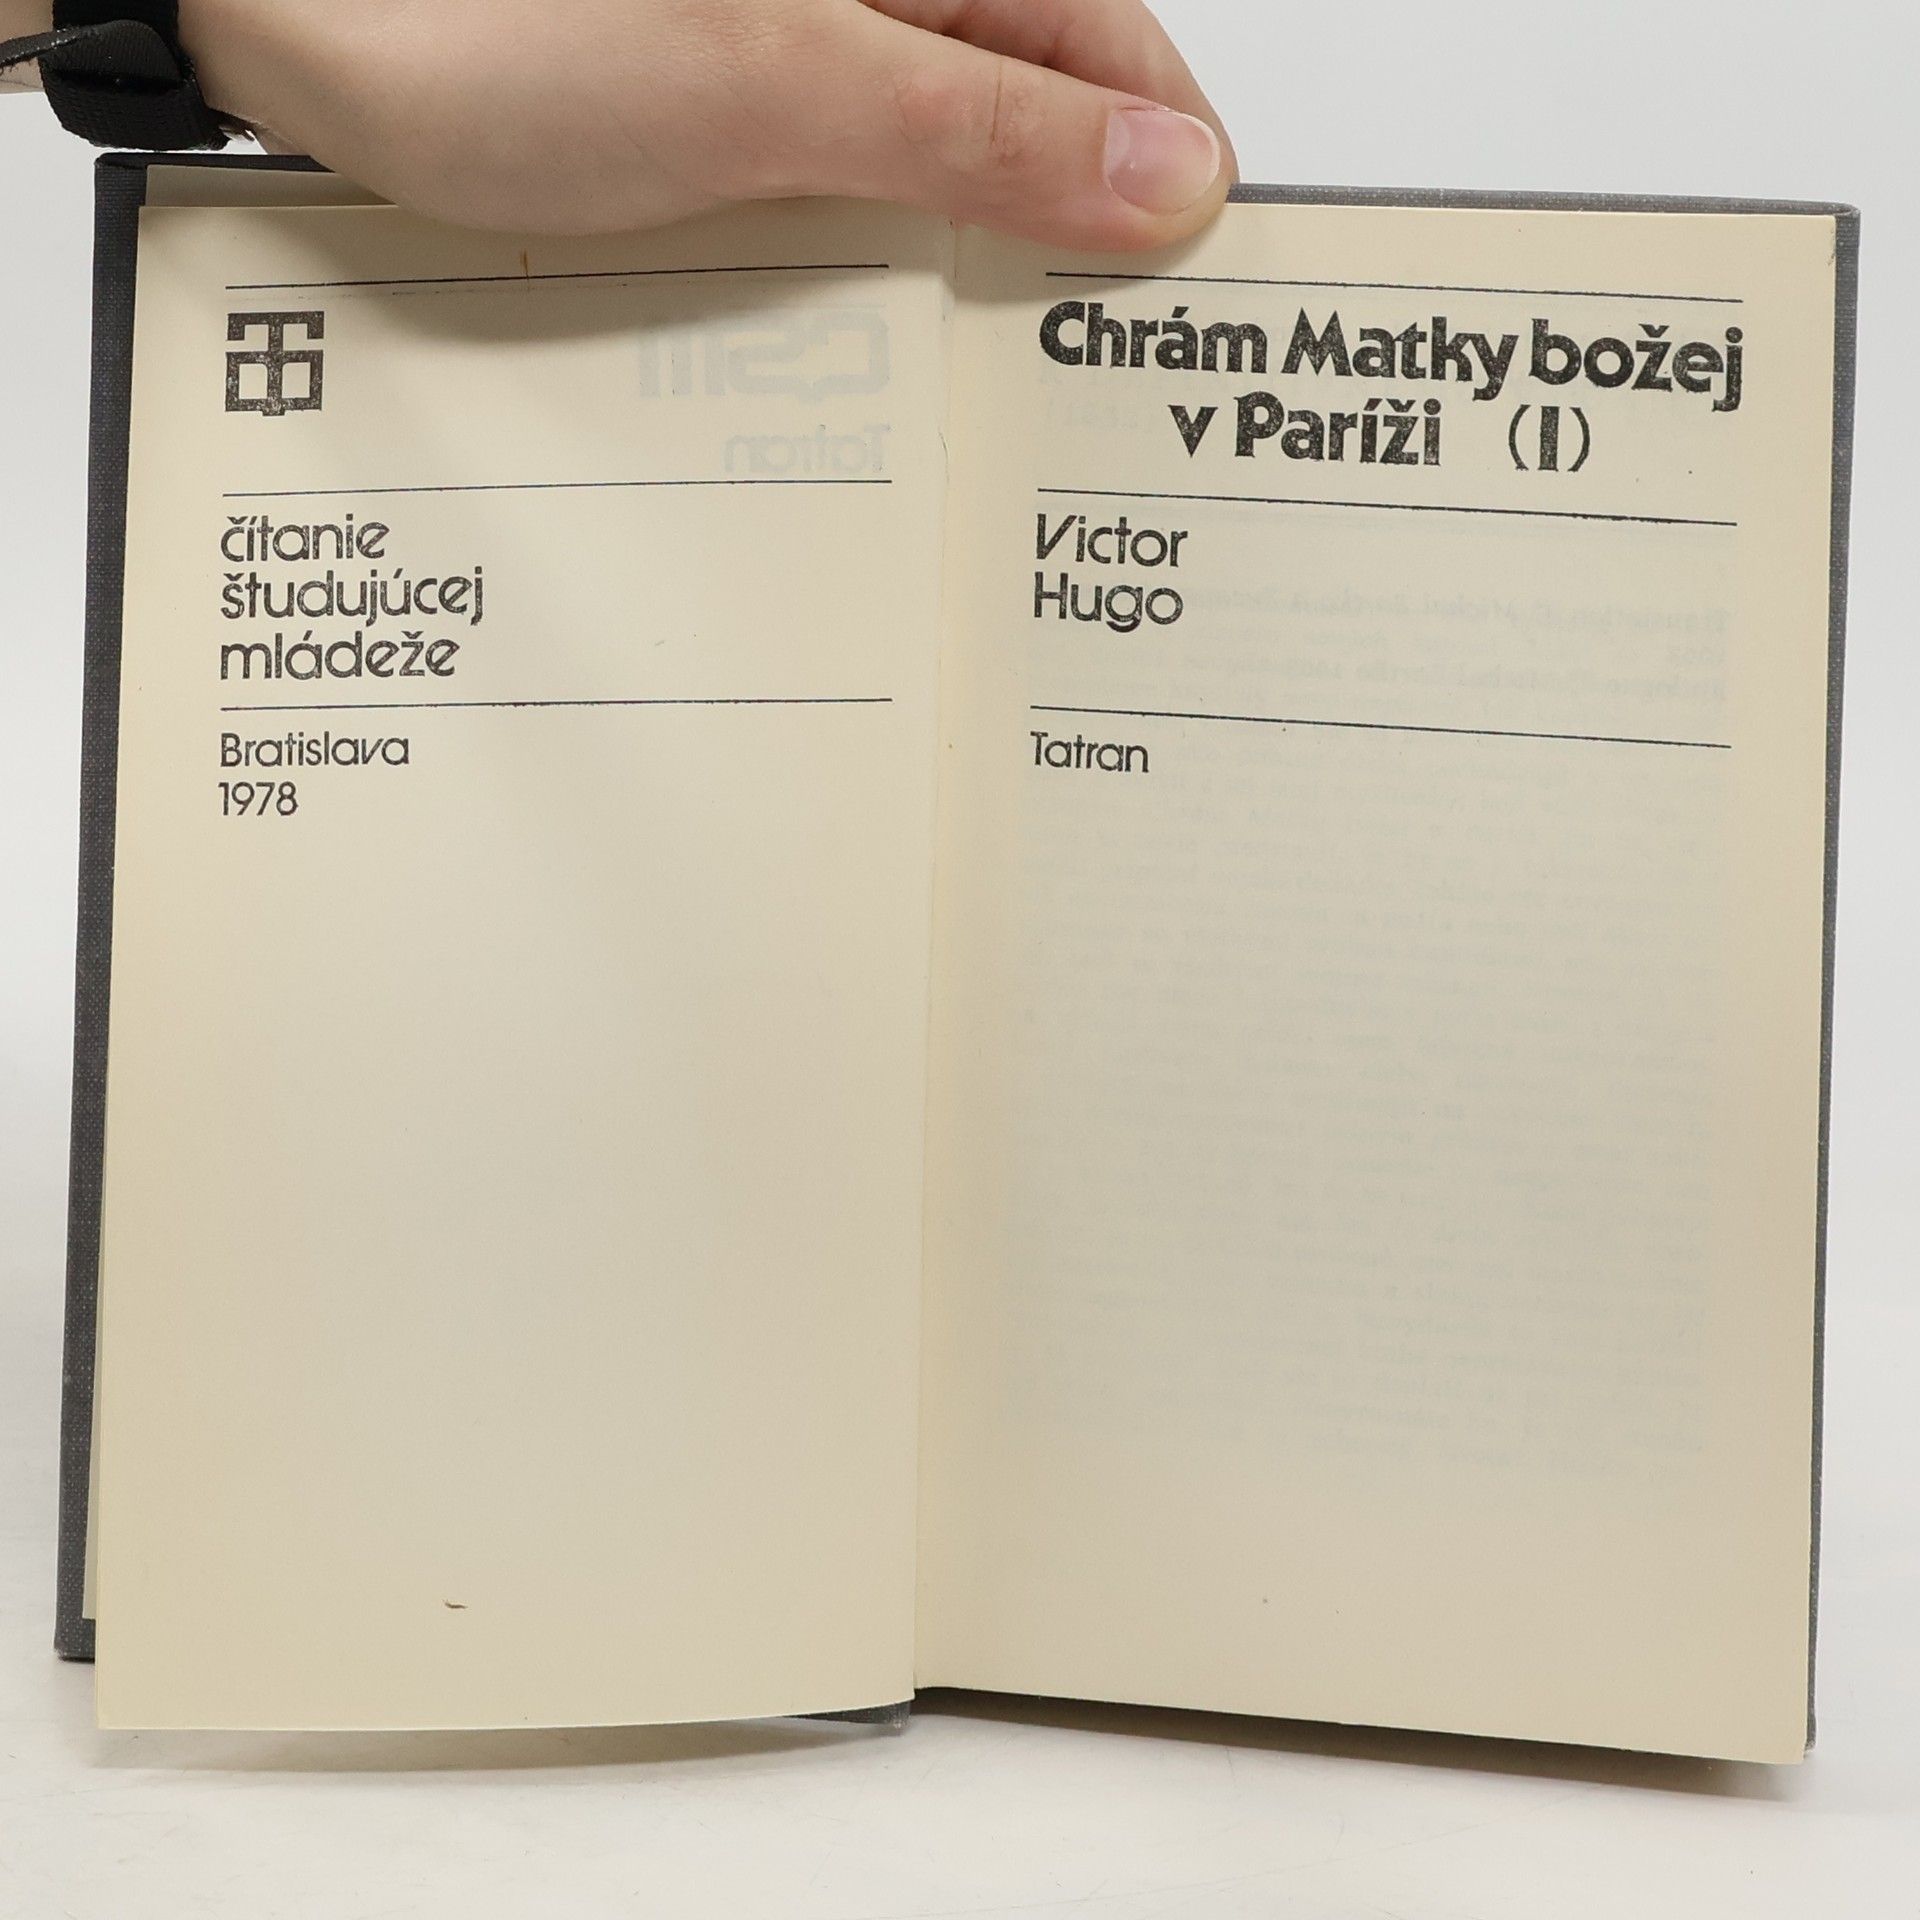 čítanie
študujúcej
mládeže
Bratislava
1978
Chrám Matky božej
v Paríži (I)
Victor
Hugo
Tatran